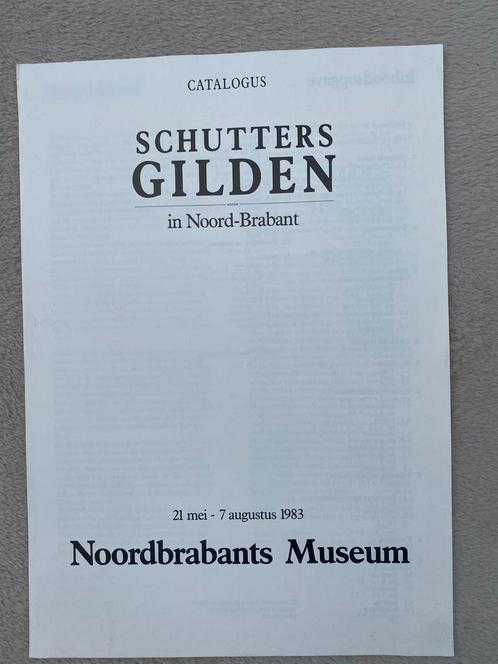 CATALOGUS
SCHUTTERS
GILDEN
in Noord-Brabant
21 mei - 7 augustus 1983
Noordbrabants Museum